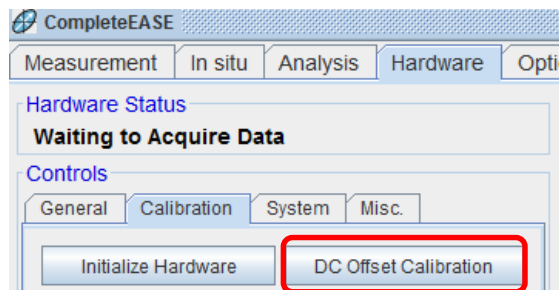 CompleteEASE
Measurement In situ Analysis Hardware Opti
Hardware Status
Waiting to Acquire Data
Controls
General Calibration System Misc.
Initialize Hardware DC Offset Calibration